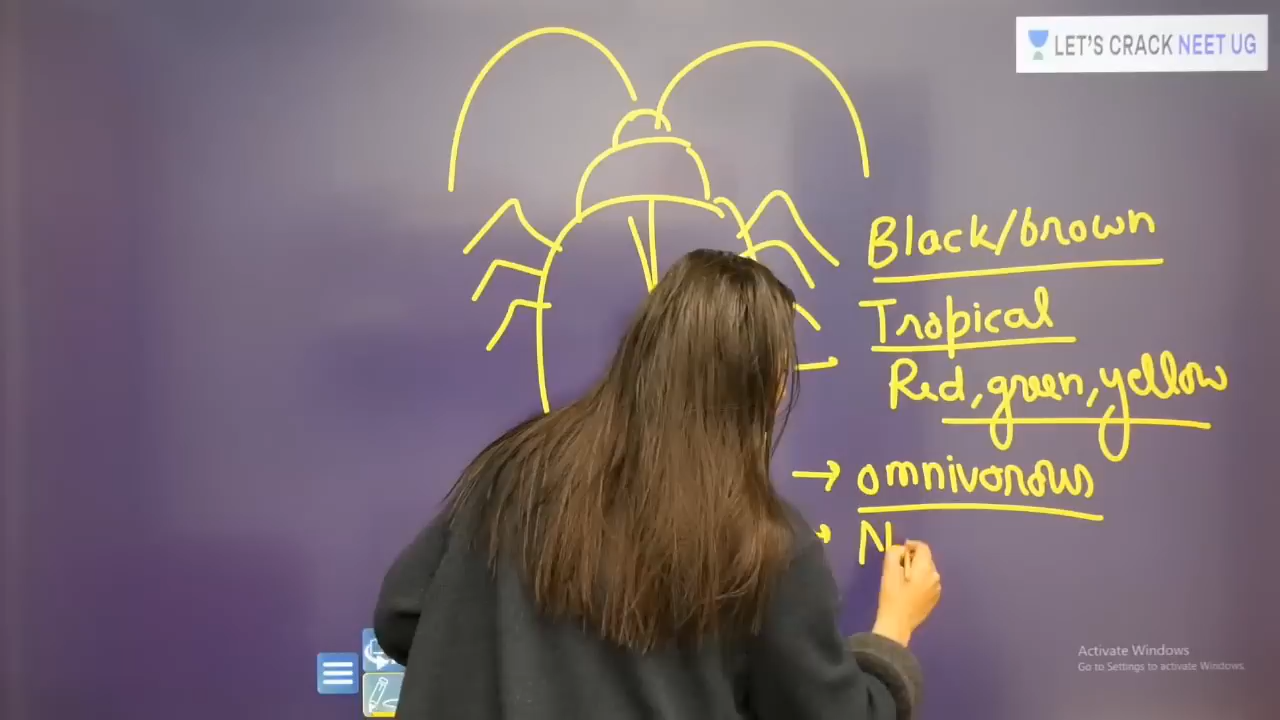 LET'S CRACK NEET UG
Black/brown
Tropical
Red, green, yellow
→ omnivorous
→ N
Activate Windows
Go to Settings to activate Windows.